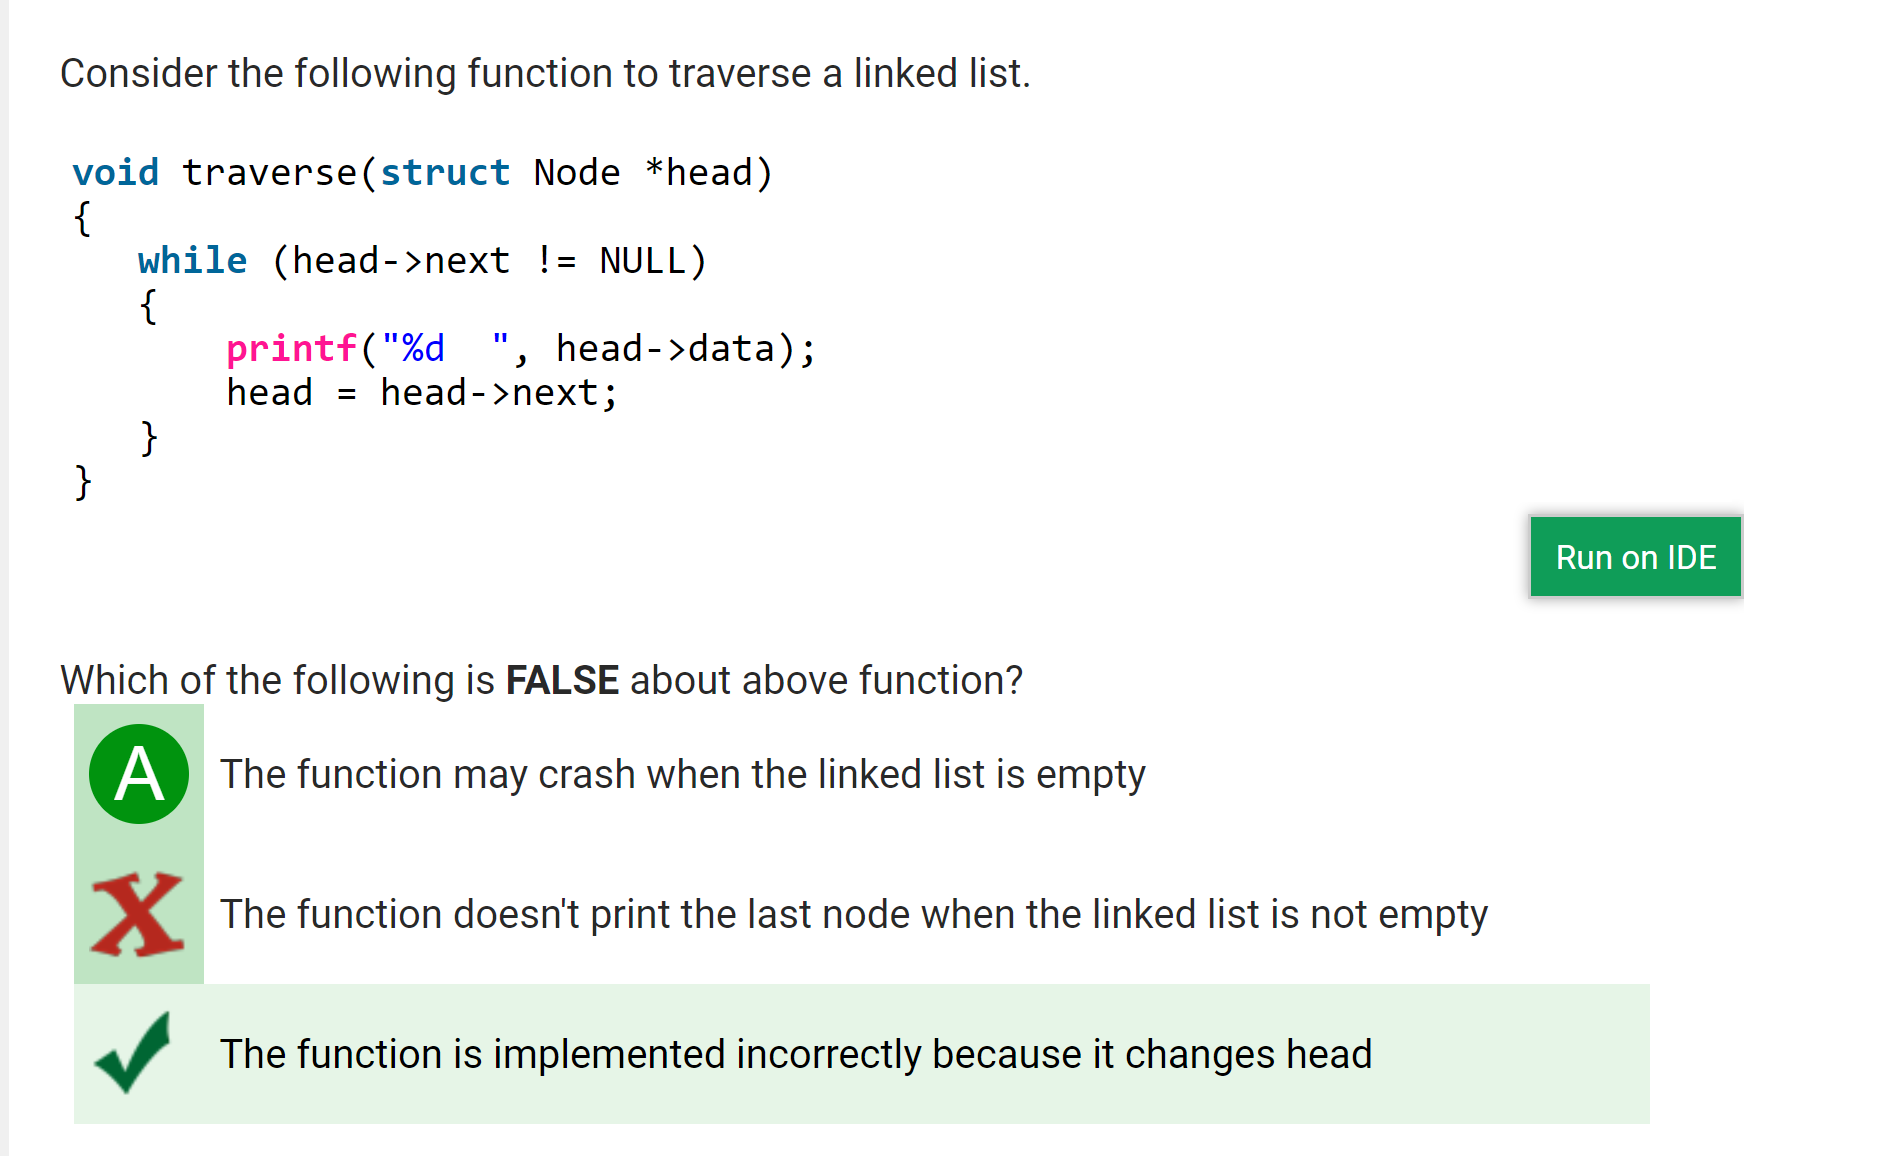 Consider the following function to traverse a linked list.
void traverse(struct Node *head)
{
   while (head->next != NULL)
   {
       printf("%d  ", head->data);
       head = head->next;
   }
}
Run on IDE
Which of the following is FALSE about above function?
A The function may crash when the linked list is empty
The function doesn't print the last node when the linked list is not empty
The function is implemented incorrectly because it changes head